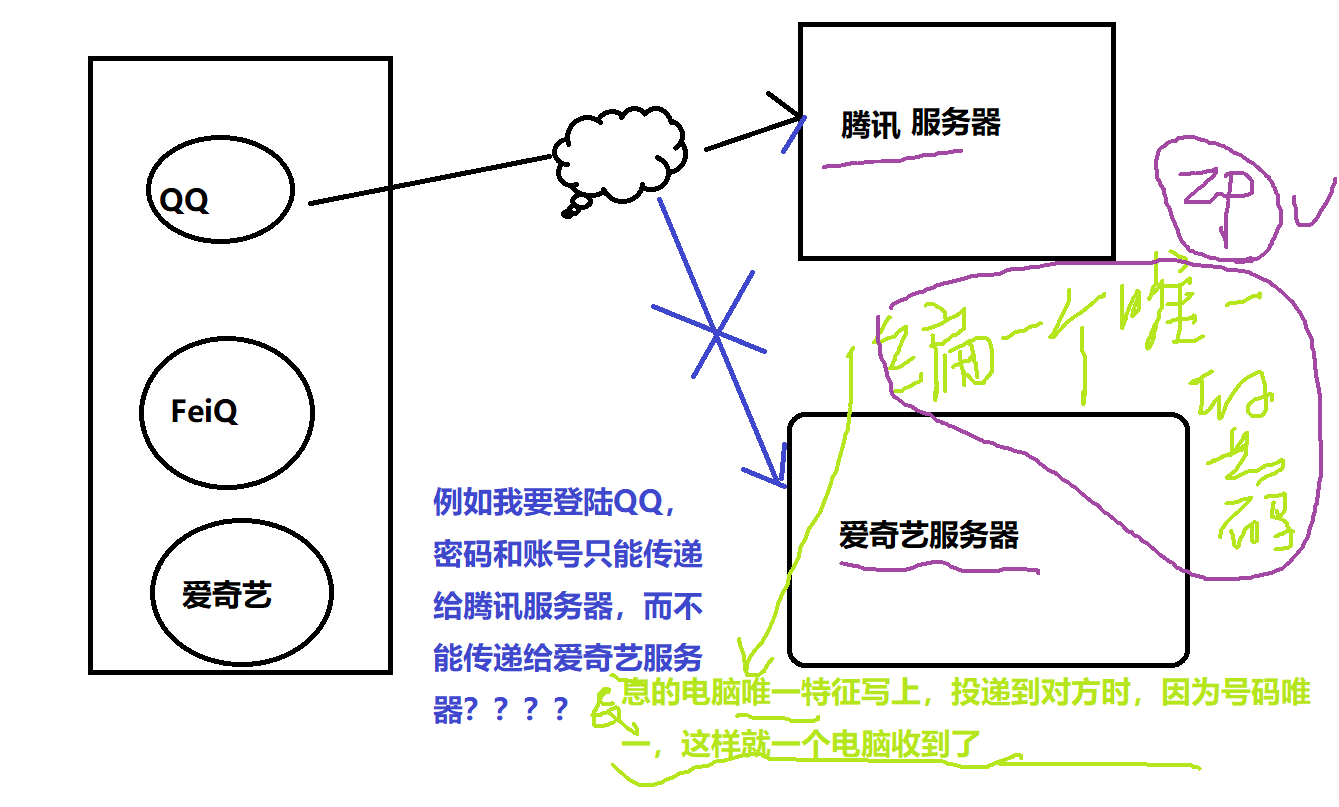 腾讯 服务器
QQ
IP
编一个唯一
的号码
FeiQ
例如我要登陆QQ，
密码和账号只能传递
给腾讯服务器，而不
能传递给爱奇艺服务
器？？？？
爱奇艺服务器
爱奇艺
息的电脑唯一特征写上，投递到对方时，因为号码唯
一，这样就一个电脑收到了